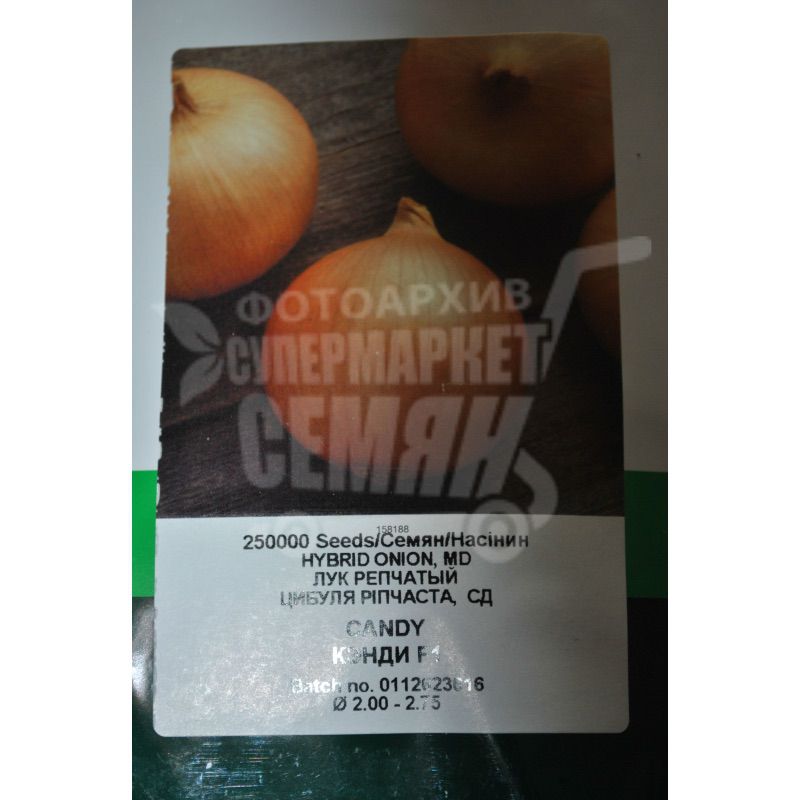 ФОТОАРХИВ
СУПЕРМАРКЕТ
СЕМЯН
158188
250000 Seeds/Семян/Насінин
HYBRID ONION, MD
ЛУК РЕПЧАТЫЙ
ЦИБУЛЯ РІПЧАСТА, СД
CANDY
КЭНДИ F1
Batch no.
Ø 2.00 - 2.75